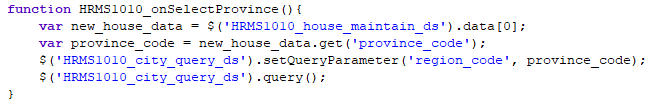 function HRMS1010_onSelectProvince(){
    var new_house_data = $('HRMS1010_house_maintain_ds').data[0];
    var province_code = new_house_data.get('province_code');
    $('HRMS1010_city_query_ds').setQueryParameter('region_code', province_code);
    $('HRMS1010_city_query_ds').query();
}